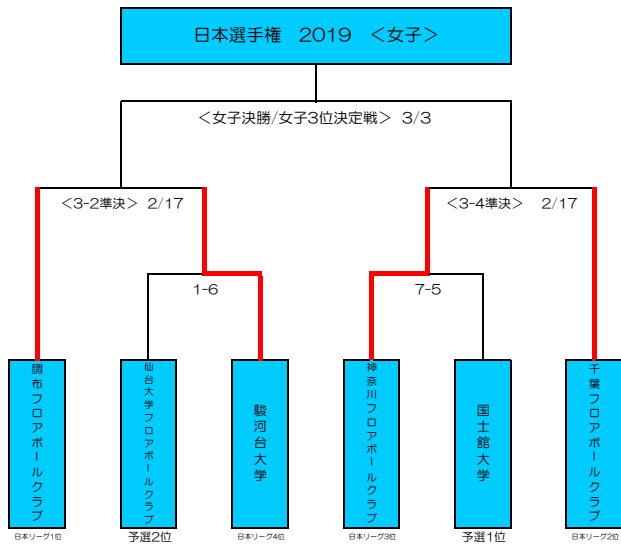 日本選手権　2019　＜女子＞
＜女子決勝/女子3位決定戦＞ 3/3
＜3-2準決＞ 2/17
＜3-4準決＞　2/17
1-6
7-5
調布フロアボールクラブ
仙台大学フロアボールクラブ
駿河台大学
神奈川フロアボールクラブ
国士舘大学
千葉フロアボールクラブ
日本リーグ1位
予選2位
日本リーグ4位
日本リーグ3位
予選1位
日本リーグ2位